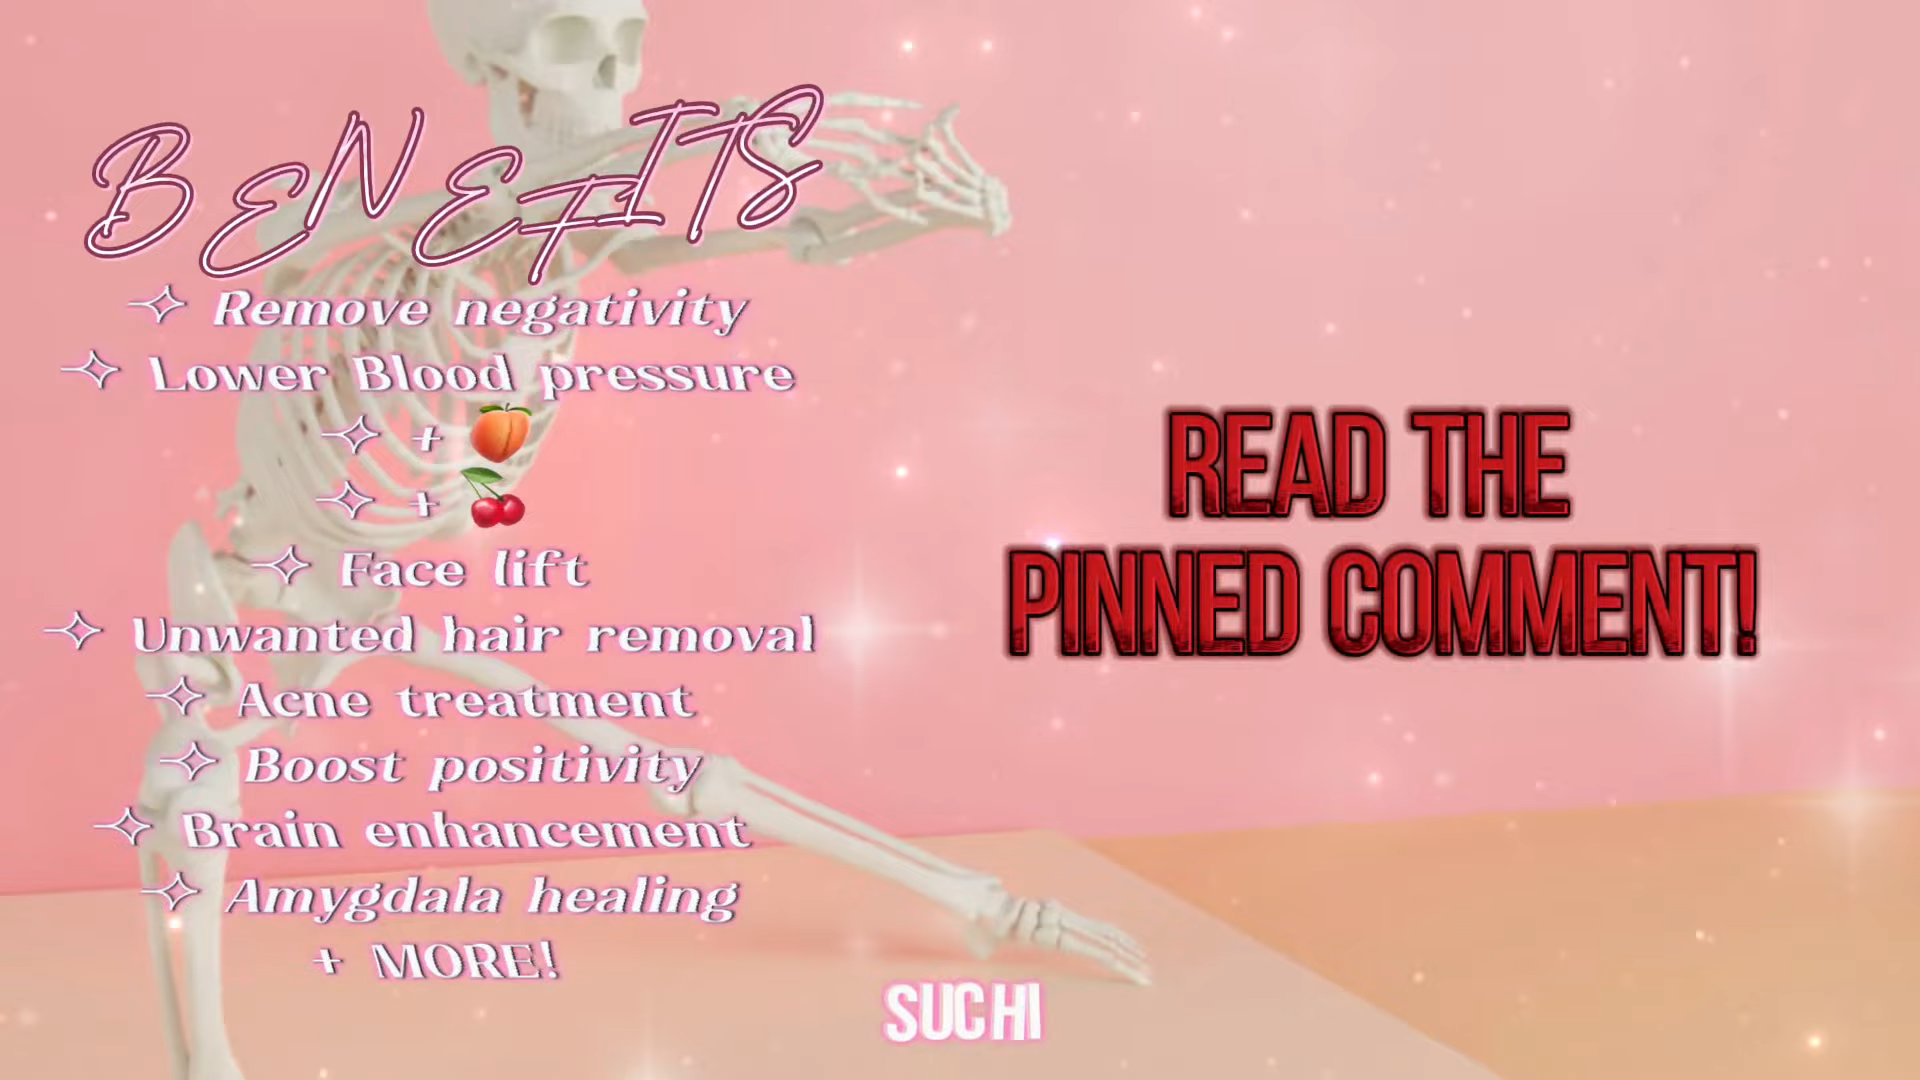 BENEFITS
✧ Remove negativity
✧ Lower Blood pressure
✧ + 🍑
✧ + 🍒
✧ Face lift
✧ Unwanted hair removal
✧ Acne treatment
✧ Boost positivity
✧ Brain enhancement
✧ Amygdala healing
+ MORE!
READ THE
PINNED COMMENT!
SUCHI